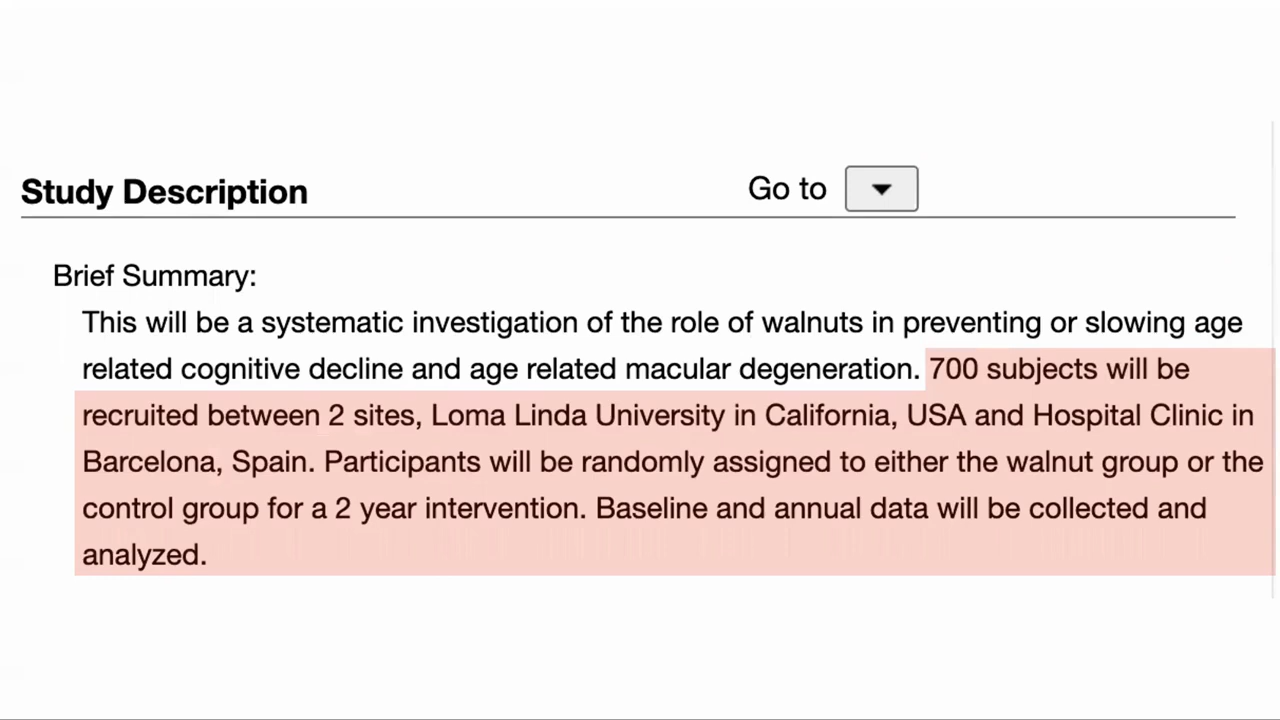 Study Description
Go to
Brief Summary:
This will be a systematic investigation of the role of walnuts in preventing or slowing age
related cognitive decline and age related macular degeneration. 700 subjects will be
recruited between 2 sites, Loma Linda University in California, USA and Hospital Clinic in
Barcelona, Spain. Participants will be randomly assigned to either the walnut group or the
control group for a 2 year intervention. Baseline and annual data will be collected and
analyzed.